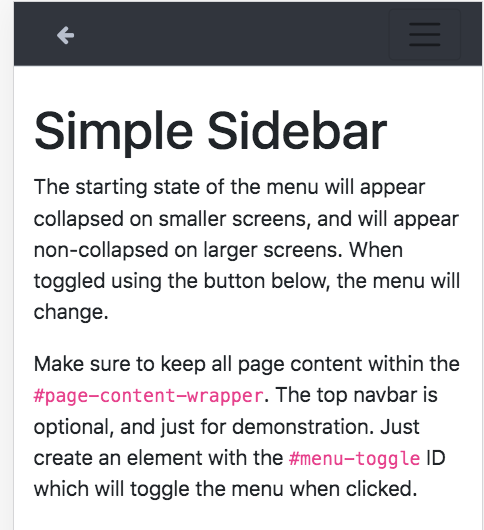 Simple Sidebar
The starting state of the menu will appear
collapsed on smaller screens, and will appear
non-collapsed on larger screens. When
toggled using the button below, the menu will
change.
Make sure to keep all page content within the
#page-content-wrapper. The top navbar is
optional, and just for demonstration. Just
create an element with the #menu-toggle ID
which will toggle the menu when clicked.